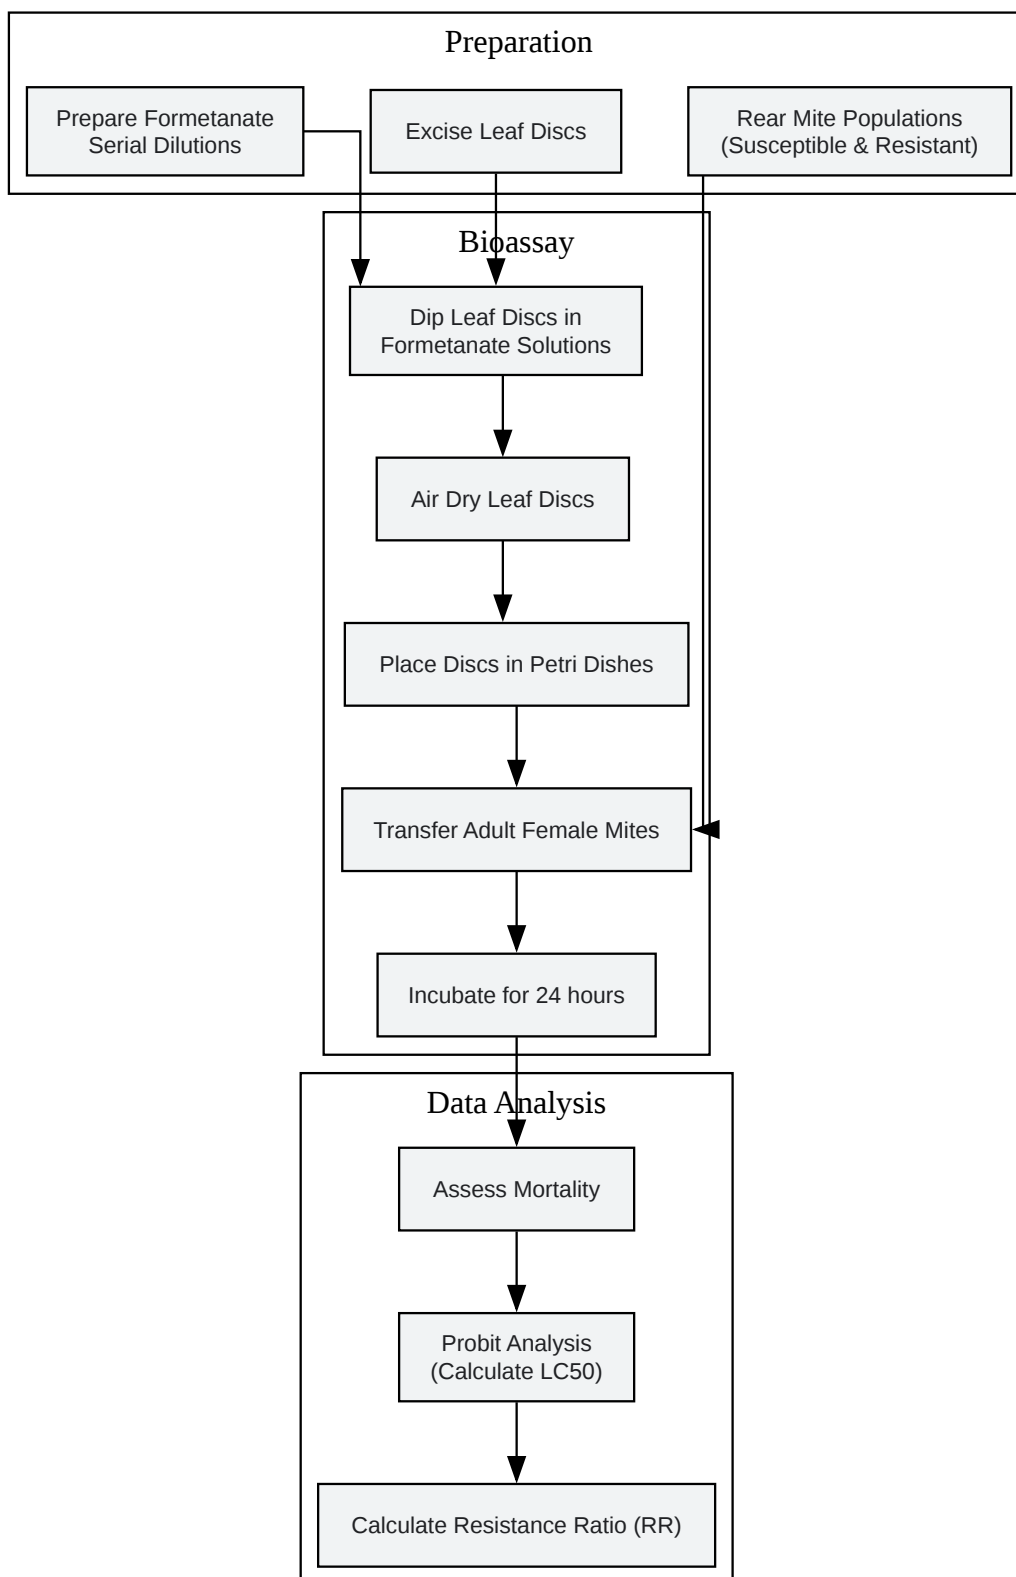 Preparation
Prepare Formetanate
Serial Dilutions
Excise Leaf Discs
Rear Mite Populations
(Susceptible & Resistant)
Bioassay
Dip Leaf Discs in
Formetanate Solutions
Air Dry Leaf Discs
Place Discs in Petri Dishes
Transfer Adult Female Mites
Incubate for 24 hours
Data Analysis
Assess Mortality
Probit Analysis
(Calculate LC50)
Calculate Resistance Ratio (RR)